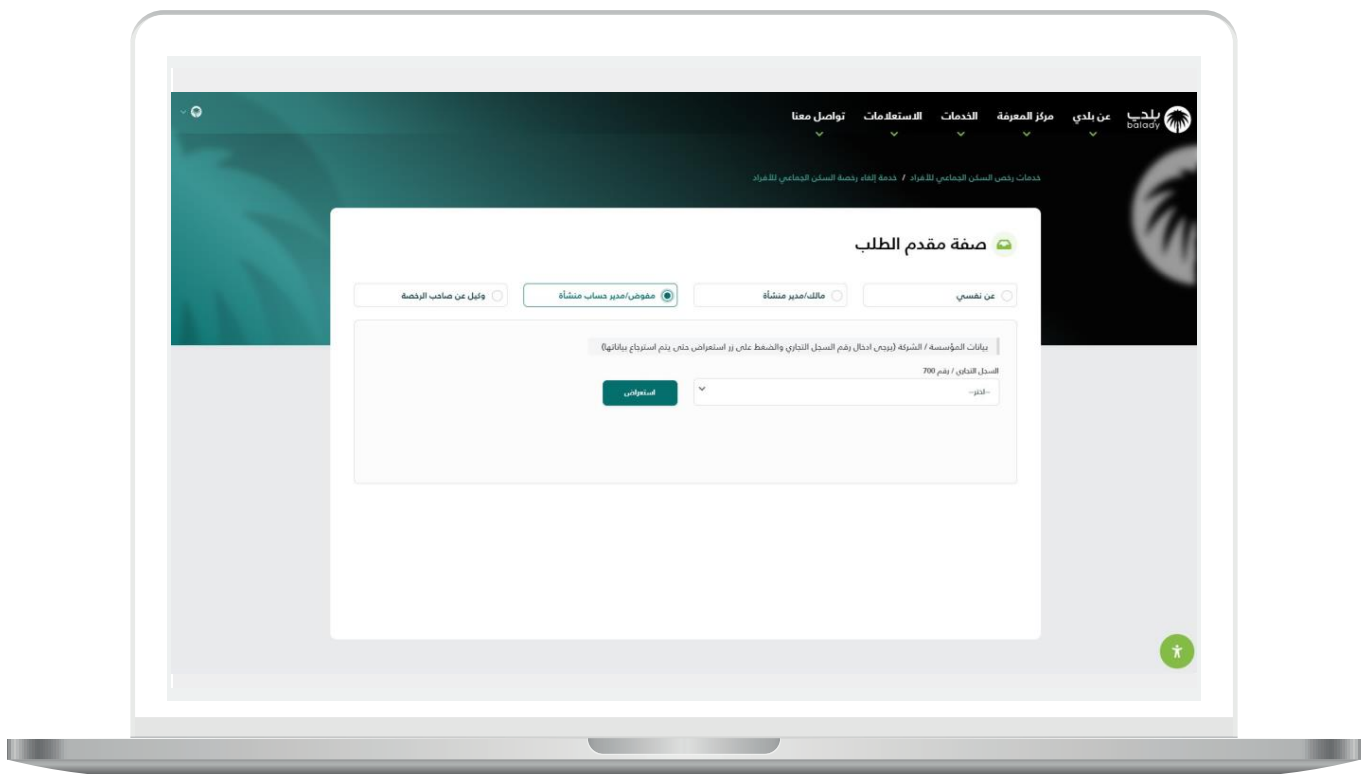 بلدي
balady
عن بلدي
مركز المعرفة
الخدمات
الاستعلامات
تواصل معنا
خدمات رخص السكن الجماعي للأفراد / خدمة إلغاء رخصة السكن الجماعي للأفراد
صفة مقدم الطلب
عن نفسي
مالك/مدير منشأة
مفوض/مدير حساب منشأة
وكيل عن صاحب الرخصة
بيانات المؤسسة / الشركة (يرجى ادخال رقم السجل التجاري والضغط على زر استعراض حتى يتم استرجاع بياناتها)
السجل التجاري / رقم 700
--اختر--
استعراض